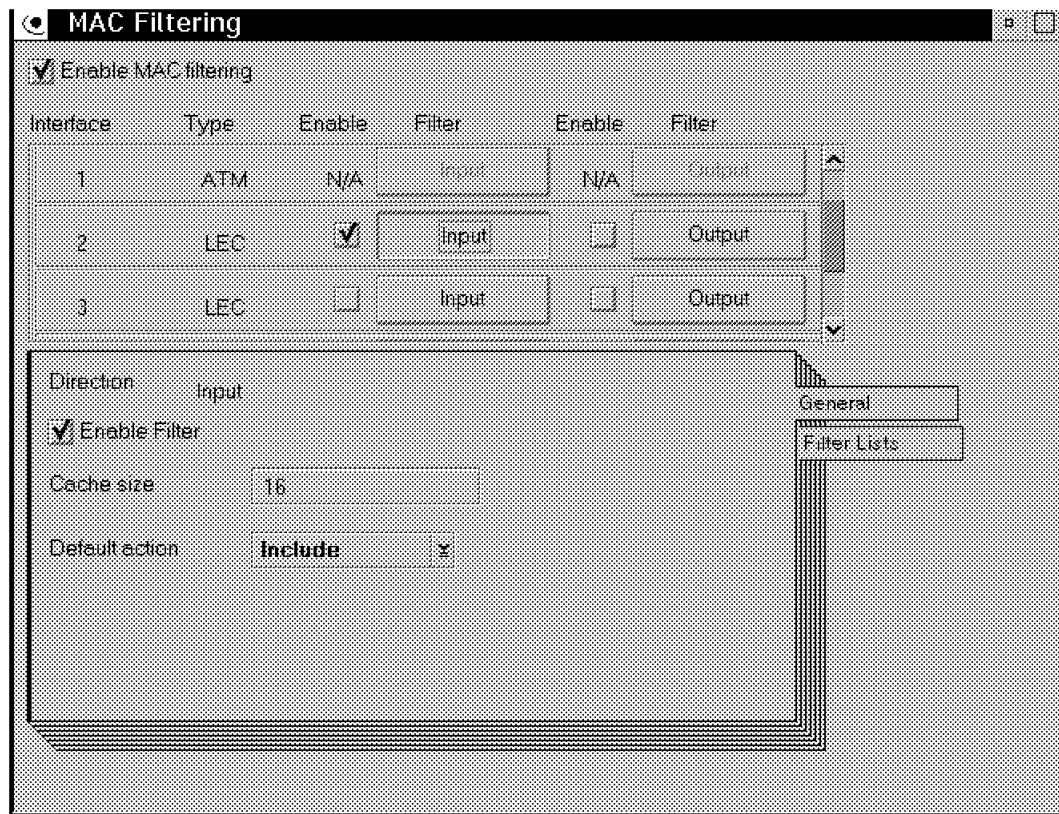 MAC Filtering
Enable MAC filtering
Interface Type Enable Filter Enable Filter
1 ATM N/A Input N/A Output
2 LEC Input Output
3 LEC Input Output
Direction Input
General
Enable Filter
Filter Lists
Cache size 16
Default action Include